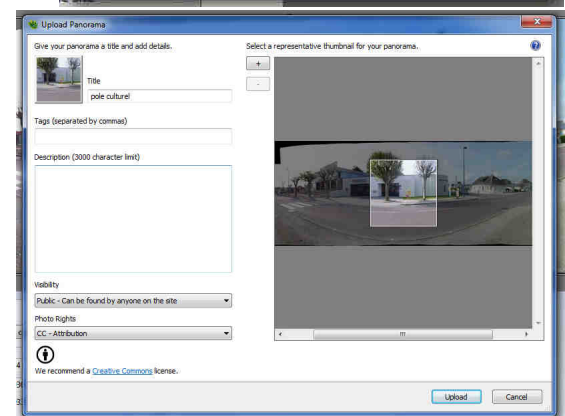 Upload Panorama
Give your panorama a title and add details.
Select a representative thumbnail for your panorama.
+
-
Title
pole culturel
Tags (separated by commas)
Description (3000 character limit)
Visibility
Public - Can be found by anyone on the site
Photo Rights
CC - Attribution
We recommend a Creative Commons license.
Upload
Cancel